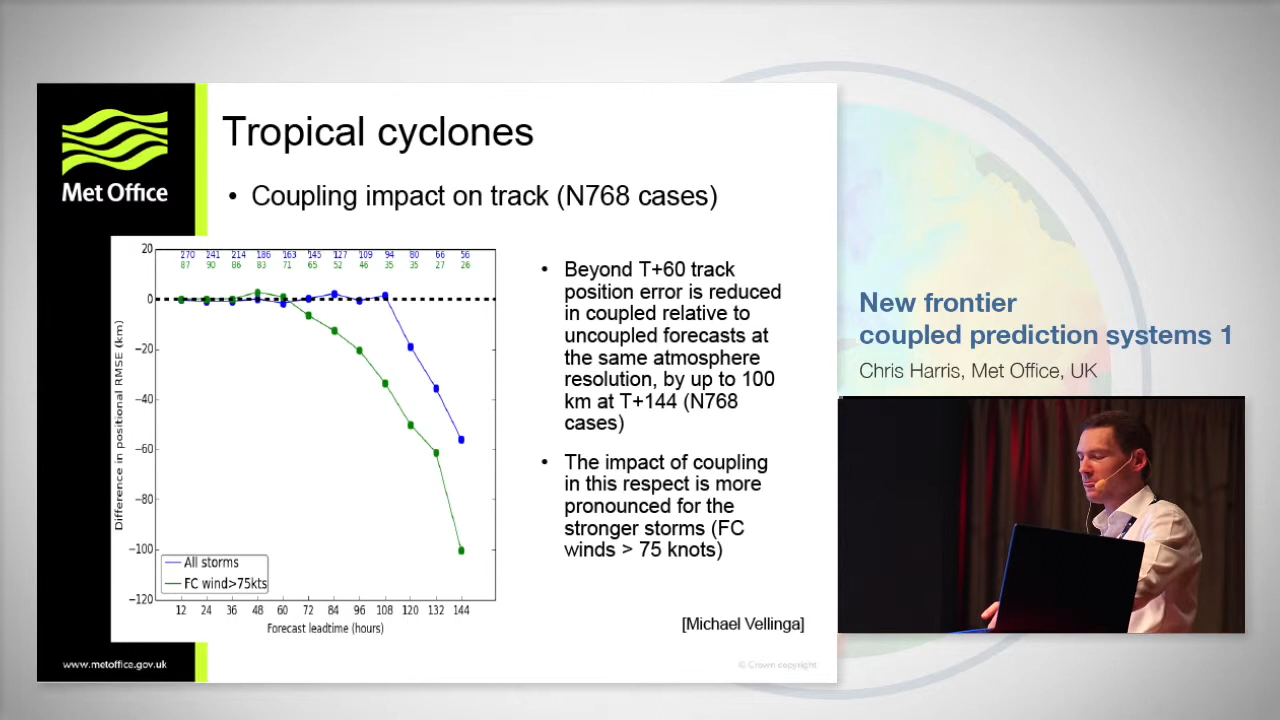 Met Office
Tropical cyclones
• Coupling impact on track (N768 cases)
270 241 214 186 163 145 127 109 94 80 66 56
87 90 86 83 71 65 52 46 35 35 27 26
20
0
−20
−40
−60
−80
−100
−120
Difference in positional RMSE (km)
All storms
FC wind>75kts
12 24 36 48 60 72 84 96 108 120 132 144
Forecast leadtime (hours)
• Beyond T+60 track
position error is reduced
in coupled relative to
uncoupled forecasts at
the same atmosphere
resolution, by up to 100
km at T+144 (N768
cases)
• The impact of coupling
in this respect is more
pronounced for the
stronger storms (FC
winds > 75 knots)
[Michael Vellinga]
www.metoffice.gov.uk
© Crown copyright
New frontier
coupled prediction systems 1
Chris Harris, Met Office, UK